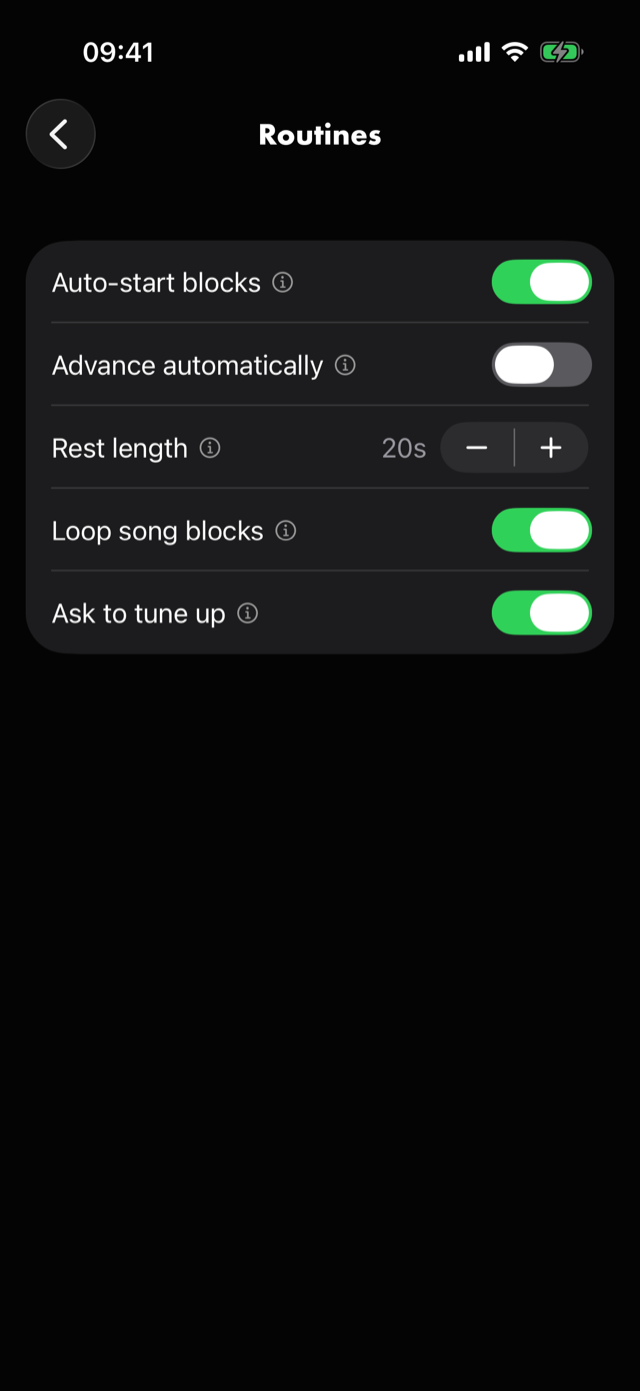 09:41
Routines
Auto-start blocks
Advance automatically
Rest length 20s
Loop song blocks
Ask to tune up